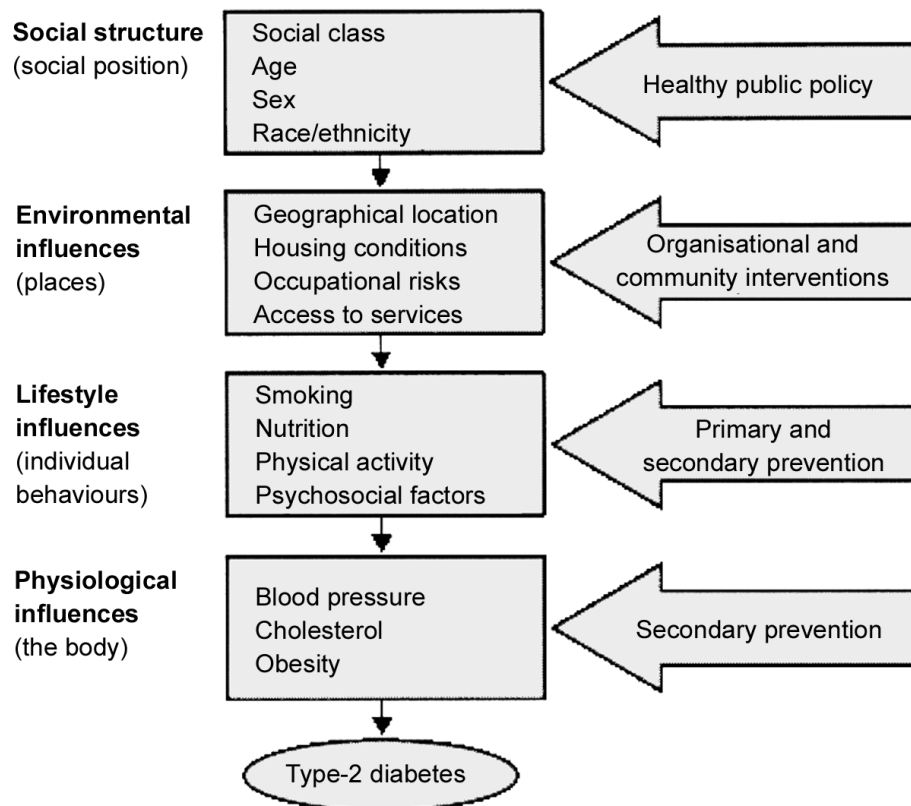 Social structure
(social position)
Social class
Age
Sex
Race/ethnicity
Healthy public policy
Environmental
influences
(places)
Geographical location
Housing conditions
Occupational risks
Access to services
Organisational and
community interventions
Lifestyle
influences
(individual
behaviours)
Smoking
Nutrition
Physical activity
Psychosocial factors
Primary and
secondary prevention
Physiological
influences
(the body)
Blood pressure
Cholesterol
Obesity
Secondary prevention
Type-2 diabetes